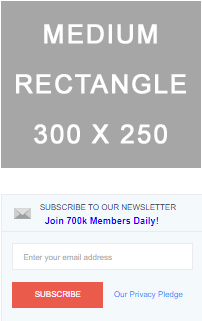 MEDIUM
RECTANGLE
300 X 250
SUBSCRIBE TO OUR NEWSLETTER
Join 700k Members Daily!
Enter your email address
SUBSCRIBE
Our Privacy Pledge